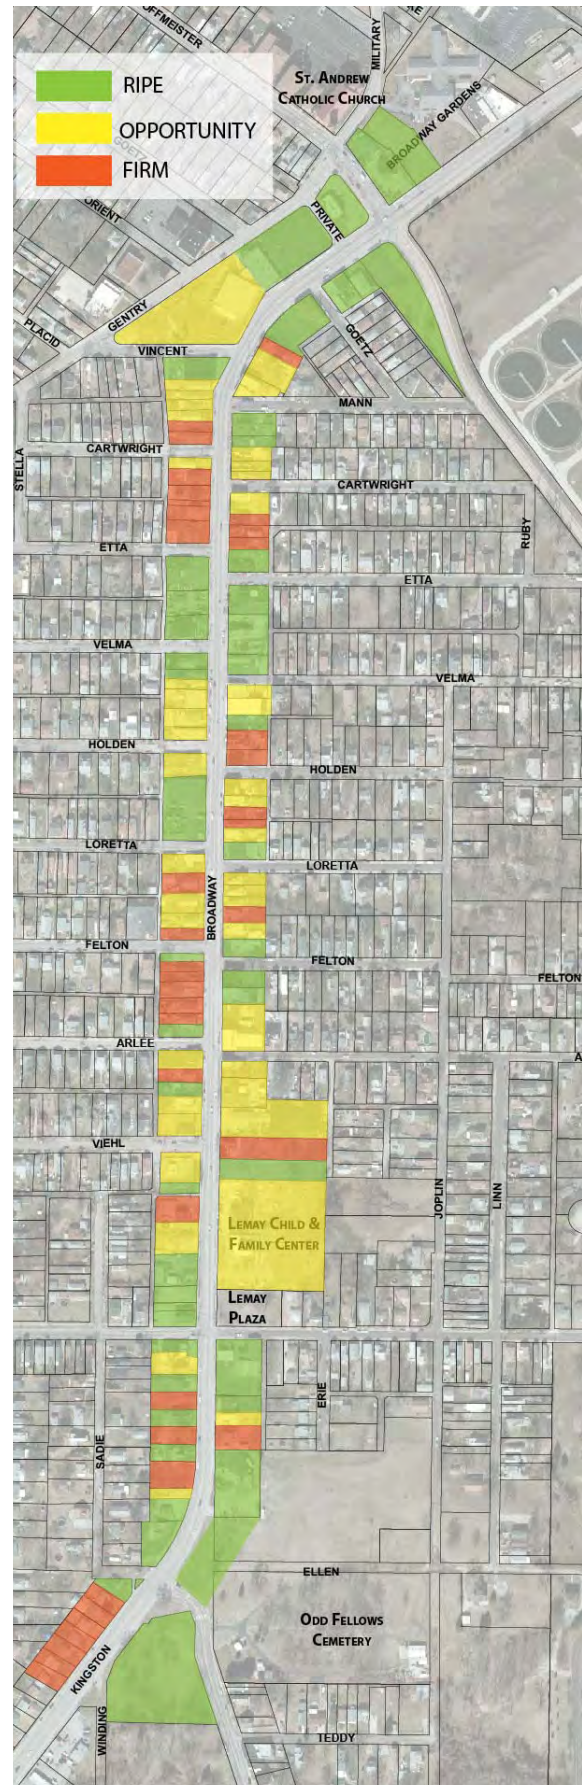 MILITARY
ST. ANDREW
CATHOLIC CHURCH
RIPE
OPPORTUNITY
FIRM
GOETZ
ORIENT
BROADWAY GARDENS
PRIVATE
GENTRY
PLACID
GOETZ
VINCENT
MANN
STELLA
CARTWRIGHT
CARTWRIGHT
RUBY
ETTA
ETTA
VELMA
VELMA
HOLDEN
HOLDEN
LORETTA
LORETTA
BROADWAY
FELTON
FELTON
FELTON
ARLEE
A
VIEHL
JOPLIN
LINN
LEMAY CHILD &
FAMILY CENTER
LEMAY
PLAZA
SADIE
ERIE
ELLEN
ODD FELLOWS
CEMETERY
KINGSTON
WINDING
TEDDY